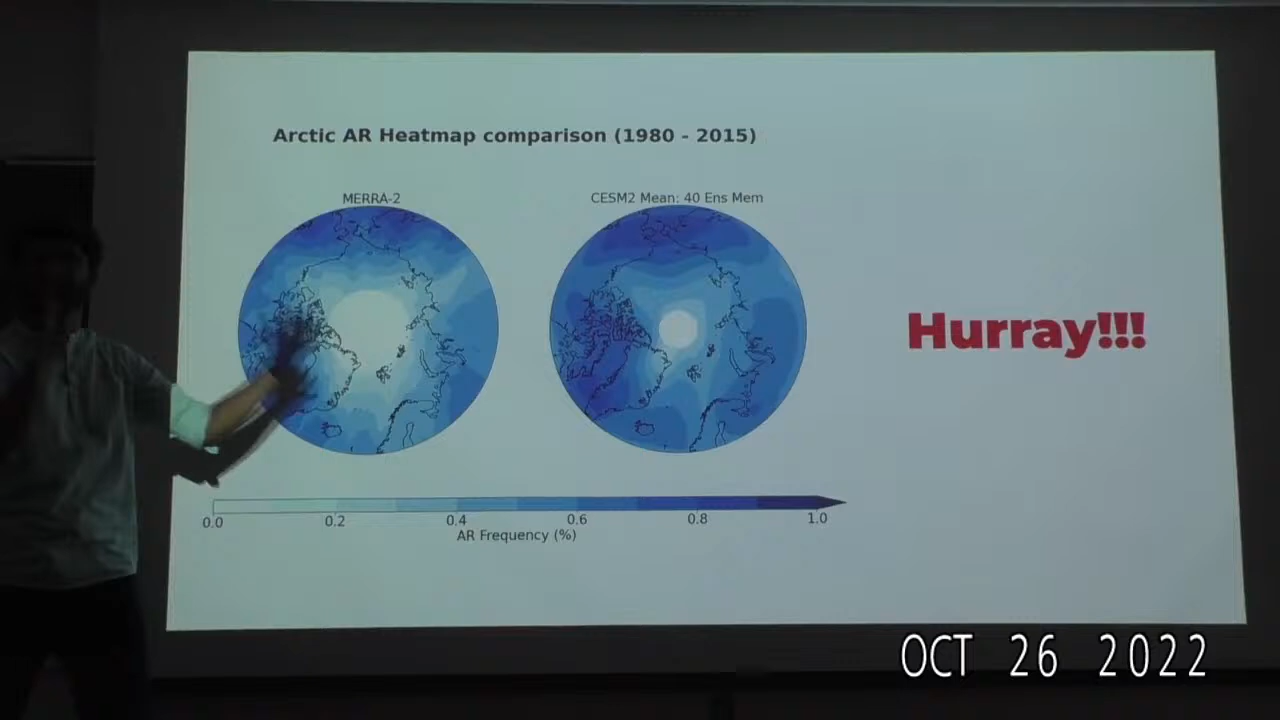 Arctic AR Heatmap comparison (1980 - 2015)
MERRA-2
CESM2 Mean: 40 Ens Mem
Hurray!!!
0.0 0.2 0.4 0.6 0.8 1.0
AR Frequency (%)
OCT 26 2022